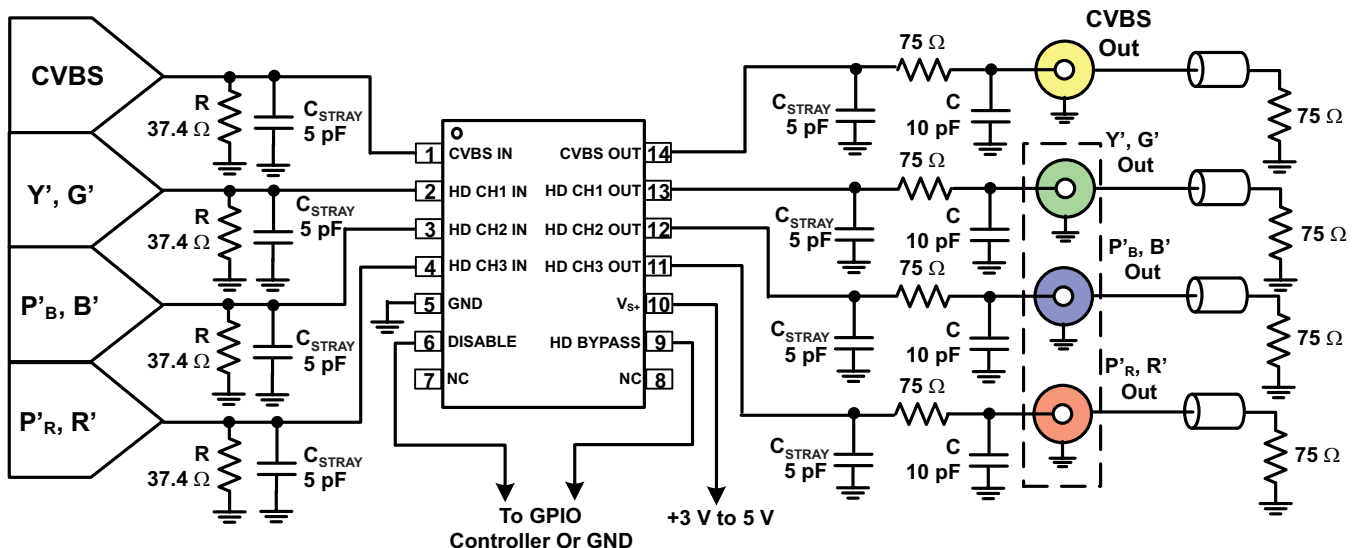 CVBS
R
37.4 Ω
CSTRAY
5 pF
Y', G'
R
37.4 Ω
CSTRAY
5 pF
P'B, B'
R
37.4 Ω
CSTRAY
5 pF
P'R, R'
R
37.4 Ω
CSTRAY
5 pF
1 CVBS IN
2 HD CH1 IN
3 HD CH2 IN
4 HD CH3 IN
5 GND
6 DISABLE
7 NC
CVBS OUT 14
HD CH1 OUT 13
HD CH2 OUT 12
HD CH3 OUT 11
VS+ 10
HD BYPASS 9
NC 8
To GPIO
Controller Or GND
+3 V to 5 V
75 Ω
CSTRAY
5 pF
C
10 pF
CVBS
Out
75 Ω
75 Ω
CSTRAY
5 pF
C
10 pF
Y', G'
Out
75 Ω
75 Ω
CSTRAY
5 pF
C
10 pF
P'B, B'
Out
75 Ω
75 Ω
CSTRAY
5 pF
C
10 pF
P'R, R'
Out
75 Ω